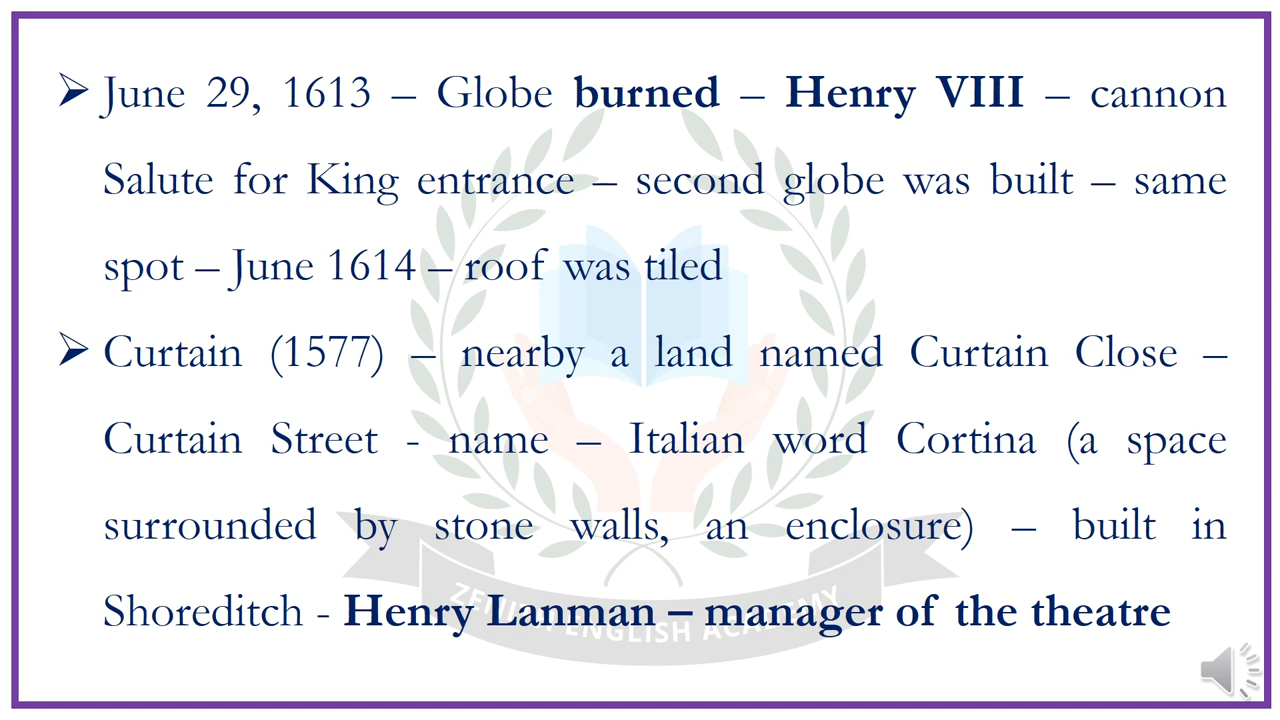 ➢ June 29, 1613 – Globe burned – Henry VIII – cannon
Salute for King entrance – second globe was built – same
spot – June 1614 – roof was tiled
➢ Curtain (1577) – nearby a land named Curtain Close –
Curtain Street - name – Italian word Cortina (a space
surrounded by stone walls, an enclosure) – built in
Shoreditch - Henry Lanman – manager of the theatre
ENGLISH ACADEMY